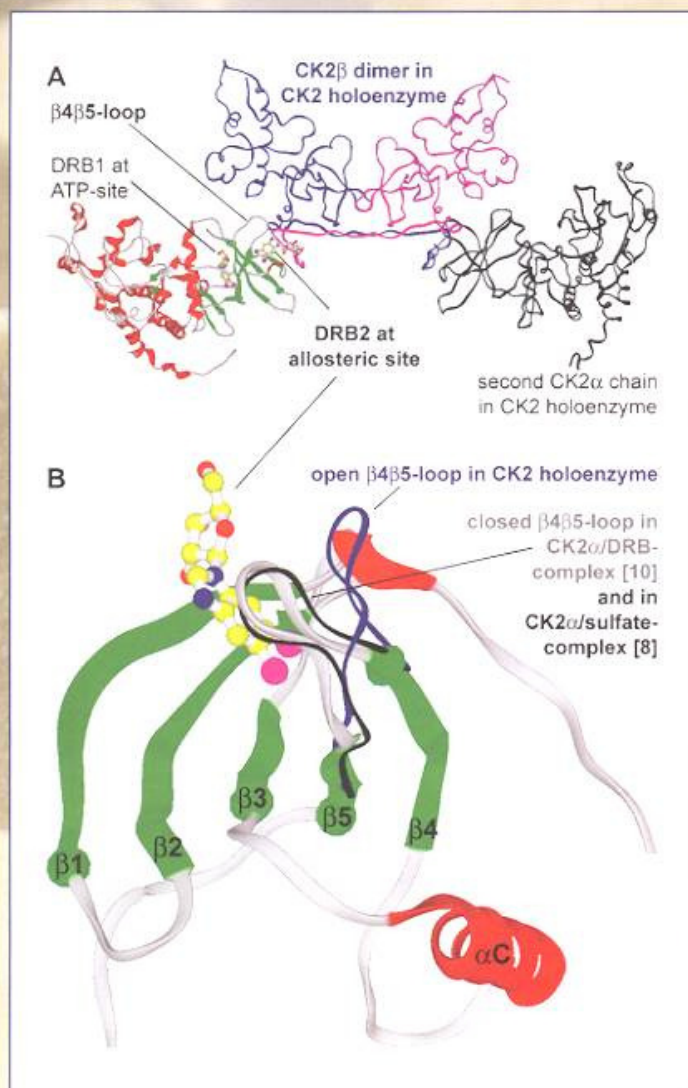 A
CK2β dimer in
CK2 holoenzyme
β4β5-loop
DRB1 at
ATP-site
DRB2 at
allosteric site
second CK2α chain
in CK2 holoenzyme
B
open β4β5-loop in CK2 holoenzyme
closed β4β5-loop in
CK2α/DRB-
complex [10]
and in
CK2α/sulfate-
complex [8]
β3
β5
β4
β2
β1
αC